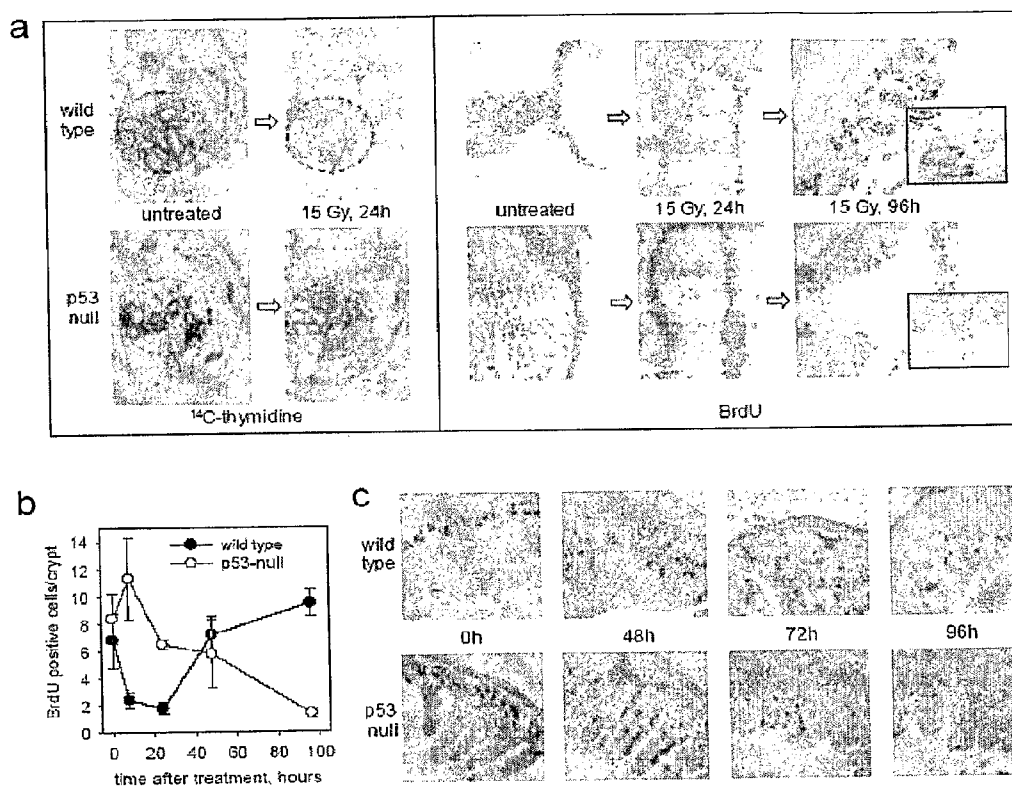 a
wild type
untreated
15 Gy, 24h
p53 null
14C-thymidine
untreated
15 Gy, 24h
15 Gy, 96h
BrdU
b
BrdU positive cells/crypt
14
12
10
8
6
4
2
0
wild type
p53-null
0
20
40
60
80
100
time after treatment, hours
c
wild type
0h
48h
72h
96h
p53 null